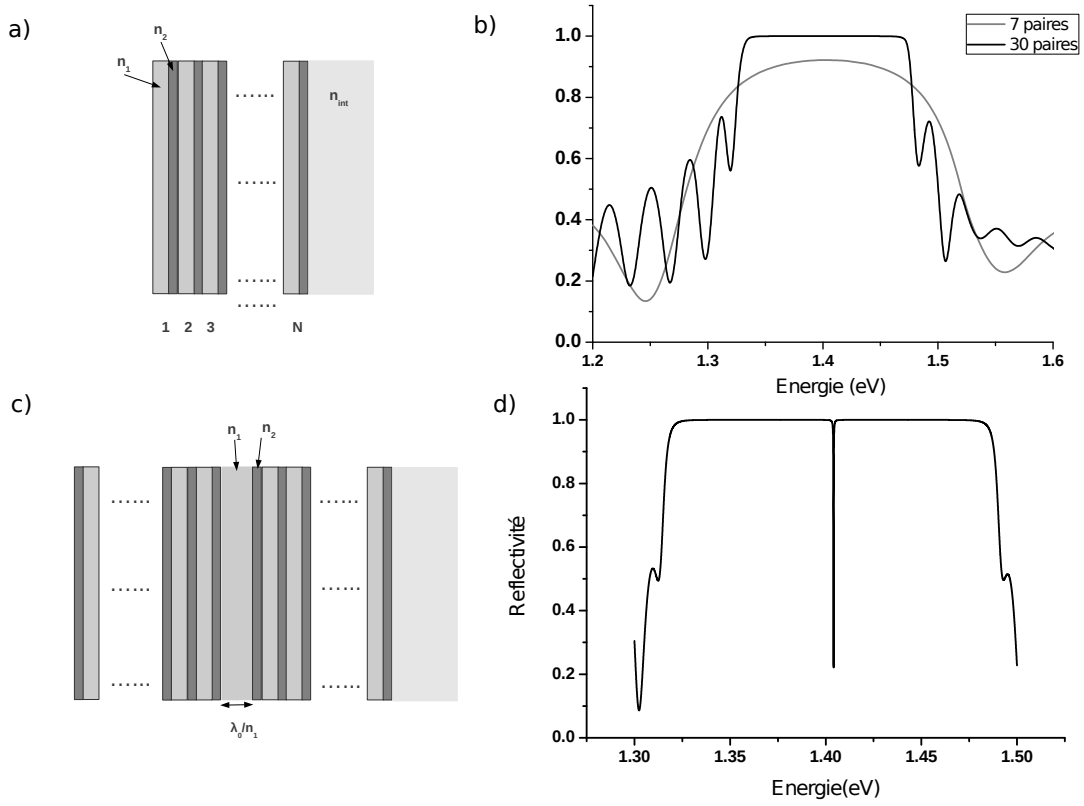 a)
n2
n1
......
nint
......
......
......
1 2 3 N
b)
7 paires
30 paires
1.0
0.8
0.6
0.4
0.2
0.0
1.2 1.3 1.4 1.5 1.6
Energie (eV)
c)
n1
n2
...... ......
...... ......
...... ......
λ0/n1
d)
Reflectivité
1.0
0.8
0.6
0.4
0.2
0.0
1.30 1.35 1.40 1.45 1.50
Energie(eV)